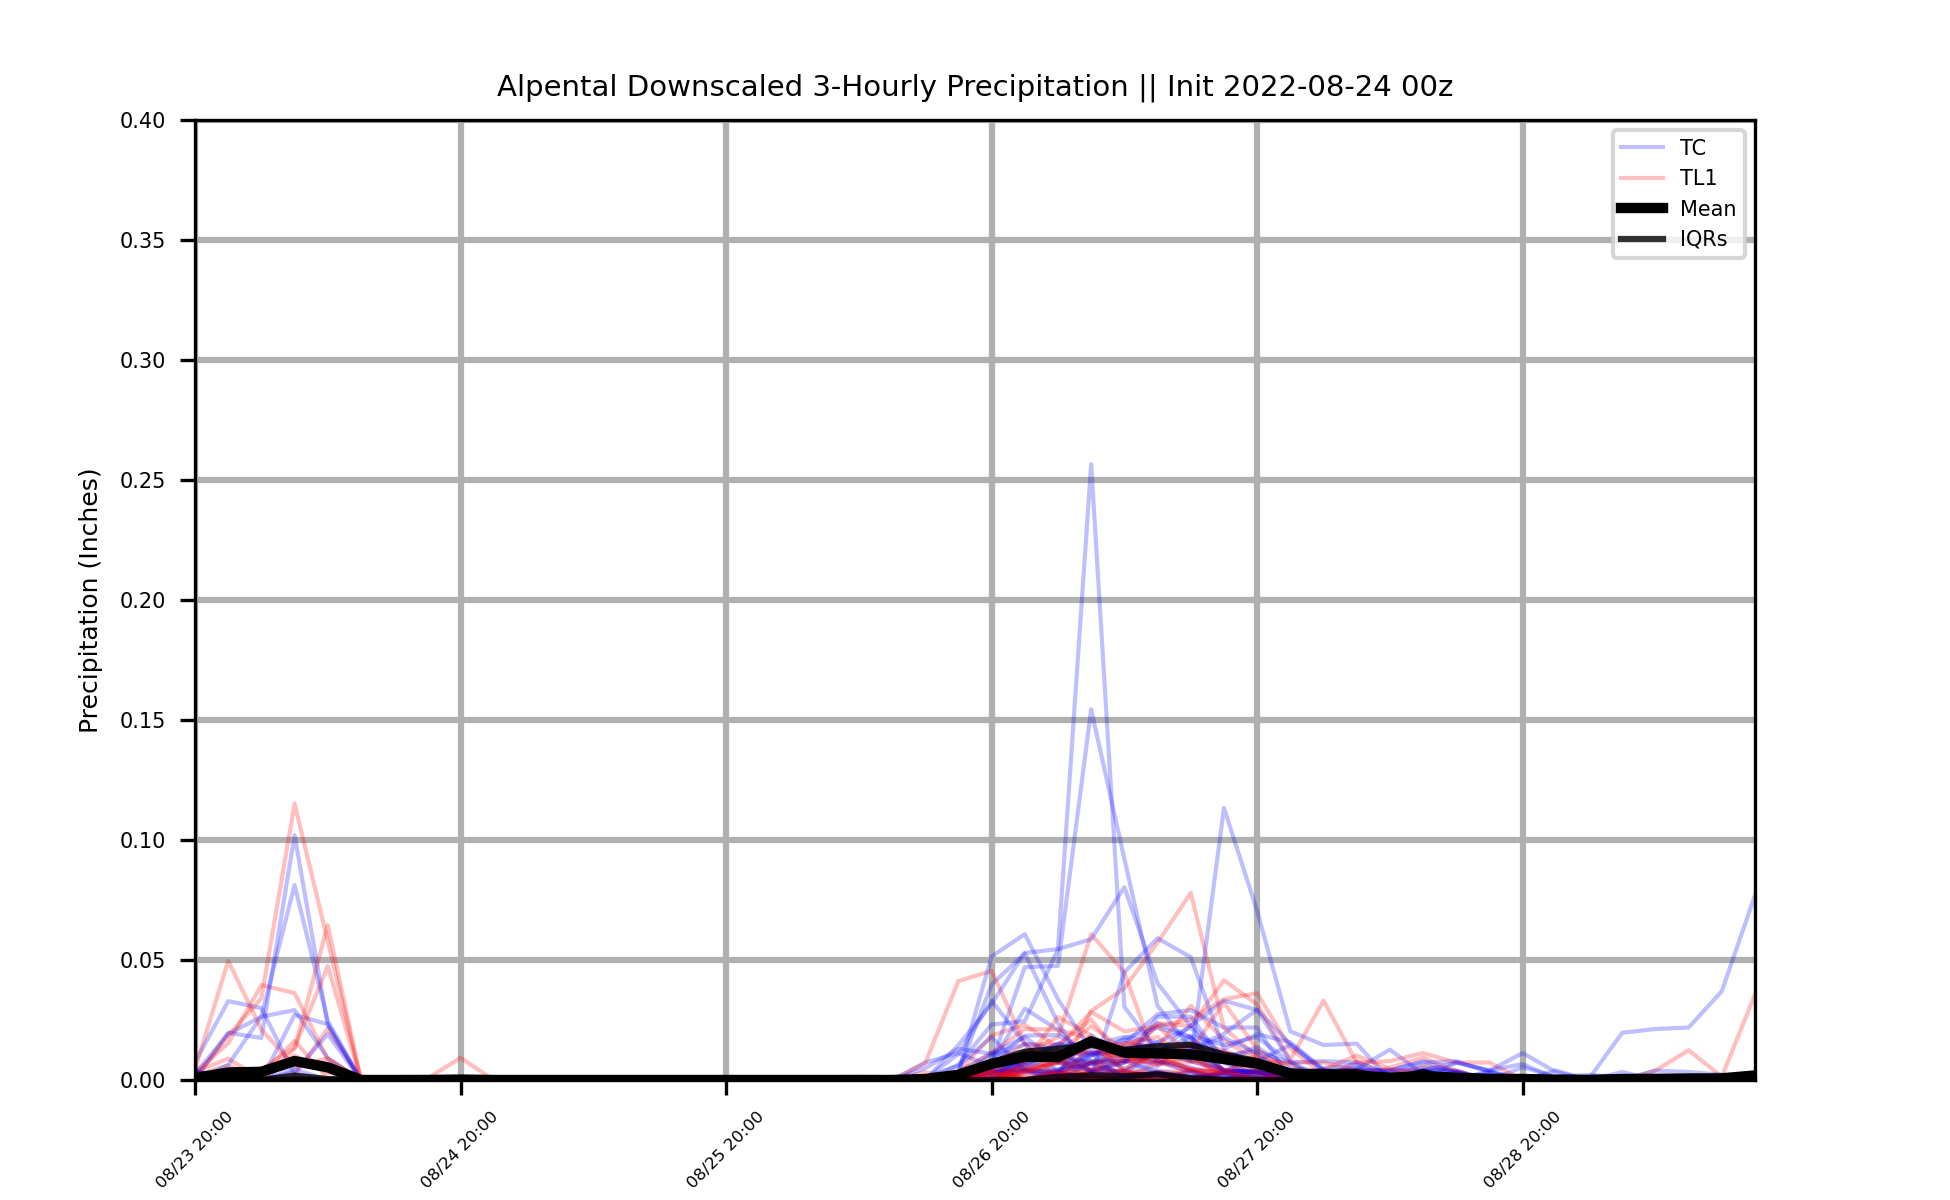 Alpental Downscaled 3-Hourly Precipitation || Init 2022-08-24 00z
0.40
0.35
0.30
0.25
0.20
0.15
0.10
0.05
0.00
Precipitation (Inches)
TC
TL1
Mean
IQRs
08/23 20:00
08/24 20:00
08/25 20:00
08/26 20:00
08/27 20:00
08/28 20:00